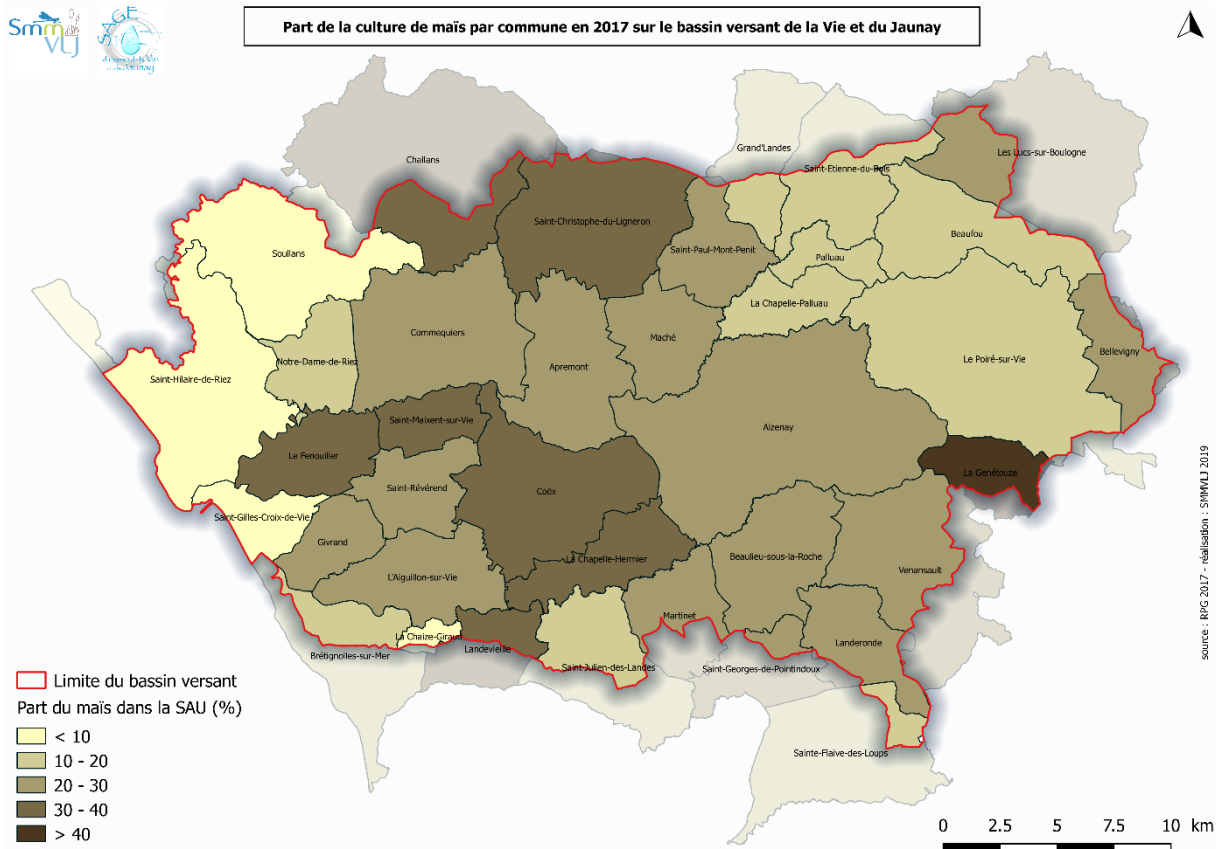 Smm
VLJ
SAGE
Part de la culture de maïs par commune en 2017 sur le bassin versant de la Vie et du Jaunay
Grand'Landes
Les Lucs-sur-Boulogne
Challans
Saint-Etienne-du-Bois
Saint-Christophe-du-Ligneron
Beaufou
Soullans
Saint-Paul-Mont-Penit
Palluau
La Chapelle-Palluau
Commequiers
Maché
Bellevigny
Notre-Dame-de-Riez
Le Poiré-sur-Vie
Apremont
Saint-Hilaire-de-Riez
Saint-Maixent-sur-Vie
Aizenay
Le Fenouiller
La Genétouze
Saint-Révérend
Coëx
Saint-Gilles-Croix-de-Vie
Givrand
La Chapelle-Hermier
Beaulieu-sous-la-Roche
Venansault
L'Aiguillon-sur-Vie
Martinet
La Chaize-Giraud
Landeronde
Brétignolles-sur-Mer
Landevieille
Saint-Julien-des-Landes
Saint-Georges-de-Pointindoux
Sainte-Flaive-des-Loups
source : RPG 2017 - réalisation : SMMVLJ 2019
Limite du bassin versant
Part du maïs dans la SAU (%)
< 10
10 - 20
20 - 30
30 - 40
> 40
0 2.5 5 7.5 10 km